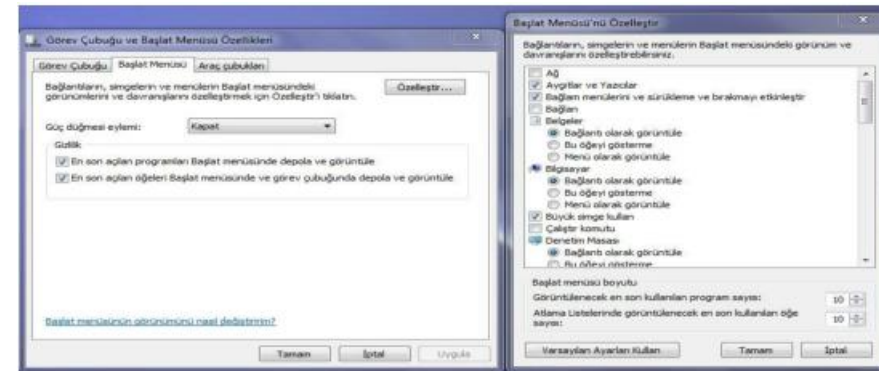 Görev Çubuğu ve Başlat Menüsü Özellikleri
Görev Çubuğu
Başlat Menüsü
Araç çubukları
Bağlantıların, simgelerin ve menülerin Başlat menüsündeki
görünümlerini ve davranışlarını özelleştirmek için Özelleştir'i tıklatın.
Özelleştir...
Güç düğmesi eylemi:
Kapat
Gizlilik
En son açılan programları Başlat menüsünde depola ve görüntüle
En son açılan öğeleri Başlat menüsünde ve görev çubuğunda depola ve görüntüle
Başlat menüsünün görünümünü nasıl değiştiririm?
Tamam
İptal
Uygula
Başlat Menüsü'nü Özelleştir
Bağlantıların, simgelerin ve menülerin Başlat menüsündeki görünüm ve
davranışlarını özelleştirebilirsiniz.
Ağ
Aygıtlar ve Yazıcılar
Bağlam menülerini ve sürükleme ve bırakmayı etkinleştir
Bağlan
Belgeler
Bağlantı olarak görüntüle
Bu öğeyi gösterme
Menü olarak görüntüle
Bilgisayar
Bağlantı olarak görüntüle
Bu öğeyi gösterme
Menü olarak görüntüle
Büyük simge kullan
Çalıştır komutu
Denetim Masası
Bağlantı olarak görüntüle
Bu öğeyi gösterme
Başlat menüsü boyutu
Görüntülenecek en son kullanılan program sayısı:
10
Atlama Listelerinde görüntülenecek en son kullanılan öğe
sayısı:
10
Varsayılan Ayarları Kullan
Tamam
İptal